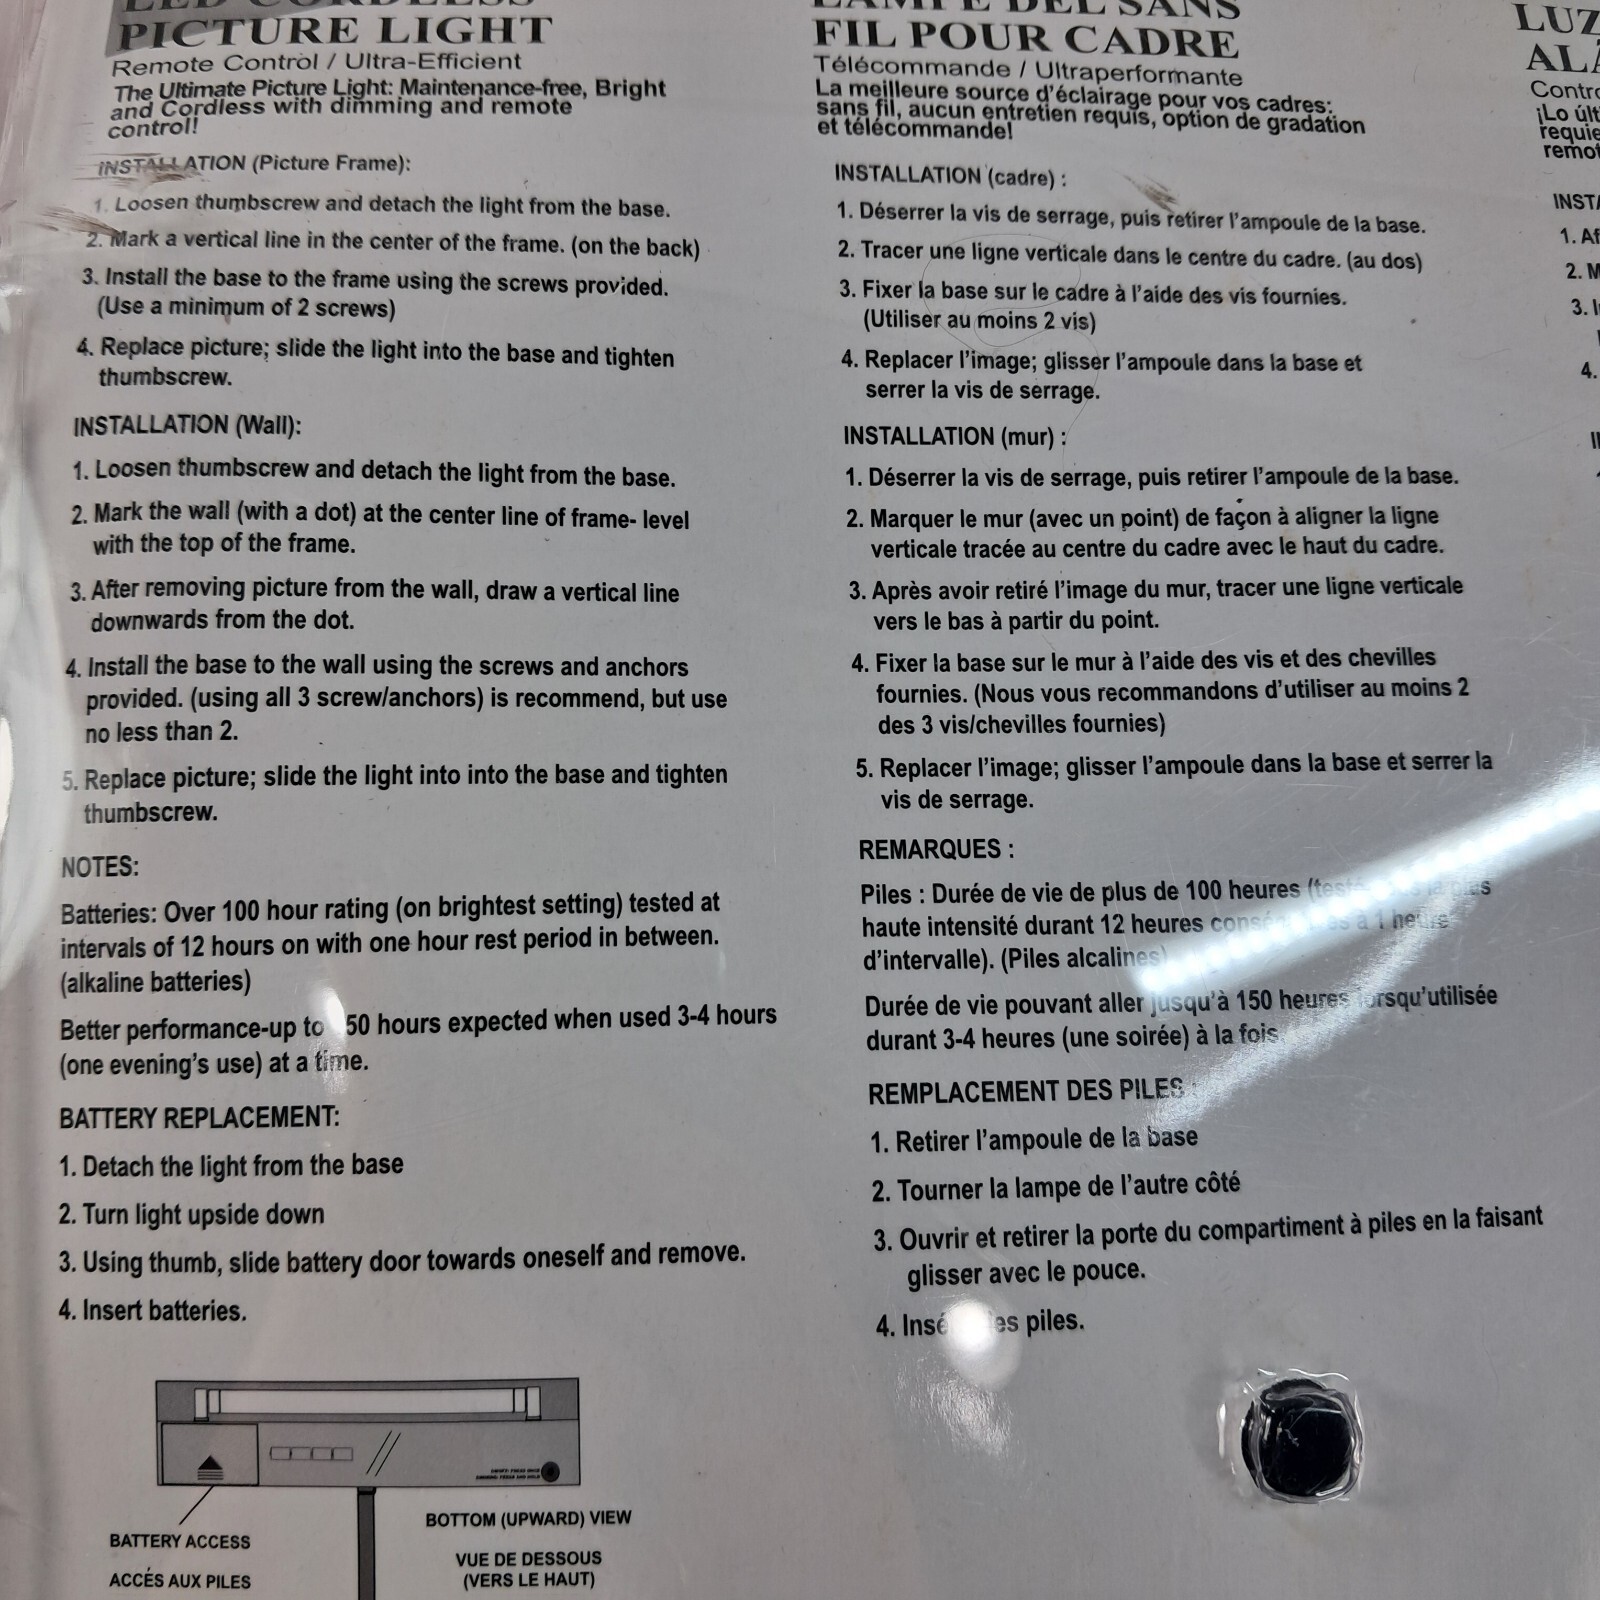 LED CORDLESS
PICTURE LIGHT
Remote Control / Ultra-Efficient
The Ultimate Picture Light: Maintenance-free, Bright
and Cordless with dimming and remote
control!
INSTALLATION (Picture Frame):
1. Loosen thumbscrew and detach the light from the base.
2. Mark a vertical line in the center of the frame. (on the back)
3. Install the base to the frame using the screws provided.
(Use a minimum of 2 screws)
4. Replace picture; slide the light into the base and tighten
thumbscrew.
INSTALLATION (Wall):
1. Loosen thumbscrew and detach the light from the base.
2. Mark the wall (with a dot) at the center line of frame- level
with the top of the frame.
3. After removing picture from the wall, draw a vertical line
downwards from the dot.
4. Install the base to the wall using the screws and anchors
provided. (using all 3 screw/anchors) is recommend, but use
no less than 2.
5. Replace picture; slide the light into into the base and tighten
thumbscrew.
NOTES:
Batteries: Over 100 hour rating (on brightest setting) tested at
intervals of 12 hours on with one hour rest period in between.
(alkaline batteries)
Better performance-up to 50 hours expected when used 3-4 hours
(one evening's use) at a time.
BATTERY REPLACEMENT:
1. Detach the light from the base
2. Turn light upside down
3. Using thumb, slide battery door towards oneself and remove.
4. Insert batteries.
BATTERY ACCESS
ACCÉS AUX PILES
BOTTOM (UPWARD) VIEW
VUE DE DESSOUS
(VERS LE HAUT)
LAMPE DEL SANS
FIL POUR CADRE
Télécommande / Ultraperformante
La meilleure source d'éclairage pour vos cadres:
sans fil, aucun entretien requis, option de gradation
et télécommande!
INSTALLATION (cadre) :
1. Déserrer la vis de serrage, puis retirer l'ampoule de la base.
2. Tracer une ligne verticale dans le centre du cadre. (au dos)
3. Fixer la base sur le cadre à l'aide des vis fournies.
(Utiliser au moins 2 vis)
4. Replacer l'image; glisser l'ampoule dans la base et
serrer la vis de serrage.
INSTALLATION (mur) :
1. Déserrer la vis de serrage, puis retirer l'ampoule de la base.
2. Marquer le mur (avec un point) de façon à aligner la ligne
verticale tracée au centre du cadre avec le haut du cadre.
3. Après avoir retiré l'image du mur, tracer une ligne verticale
vers le bas à partir du point.
4. Fixer la base sur le mur à l'aide des vis et des chevilles
fournies. (Nous vous recommandons d'utiliser au moins 2
des 3 vis/chevilles fournies)
5. Replacer l'image; glisser l'ampoule dans la base et serrer la
vis de serrage.
REMARQUES :
Piles : Durée de vie de plus de 100 heures la plus
haute intensité durant 12 heures à 1 heure
d'intervalle). (Piles alcalines)
Durée de vie pouvant aller jusqu'à 150 heures lorsqu'utilisée
durant 3-4 heures (une soirée) à la fois
REMPLACEMENT DES PILES :
1. Retirer l'ampoule de la base
2. Tourner la lampe de l'autre côté
3. Ouvrir et retirer la porte du compartiment à piles en la faisant
glisser avec le pouce.
4. piles.
LUZ
Contro
¡Lo últ
requie
remot
INSTA
1. Af
2. M
3. I
4.